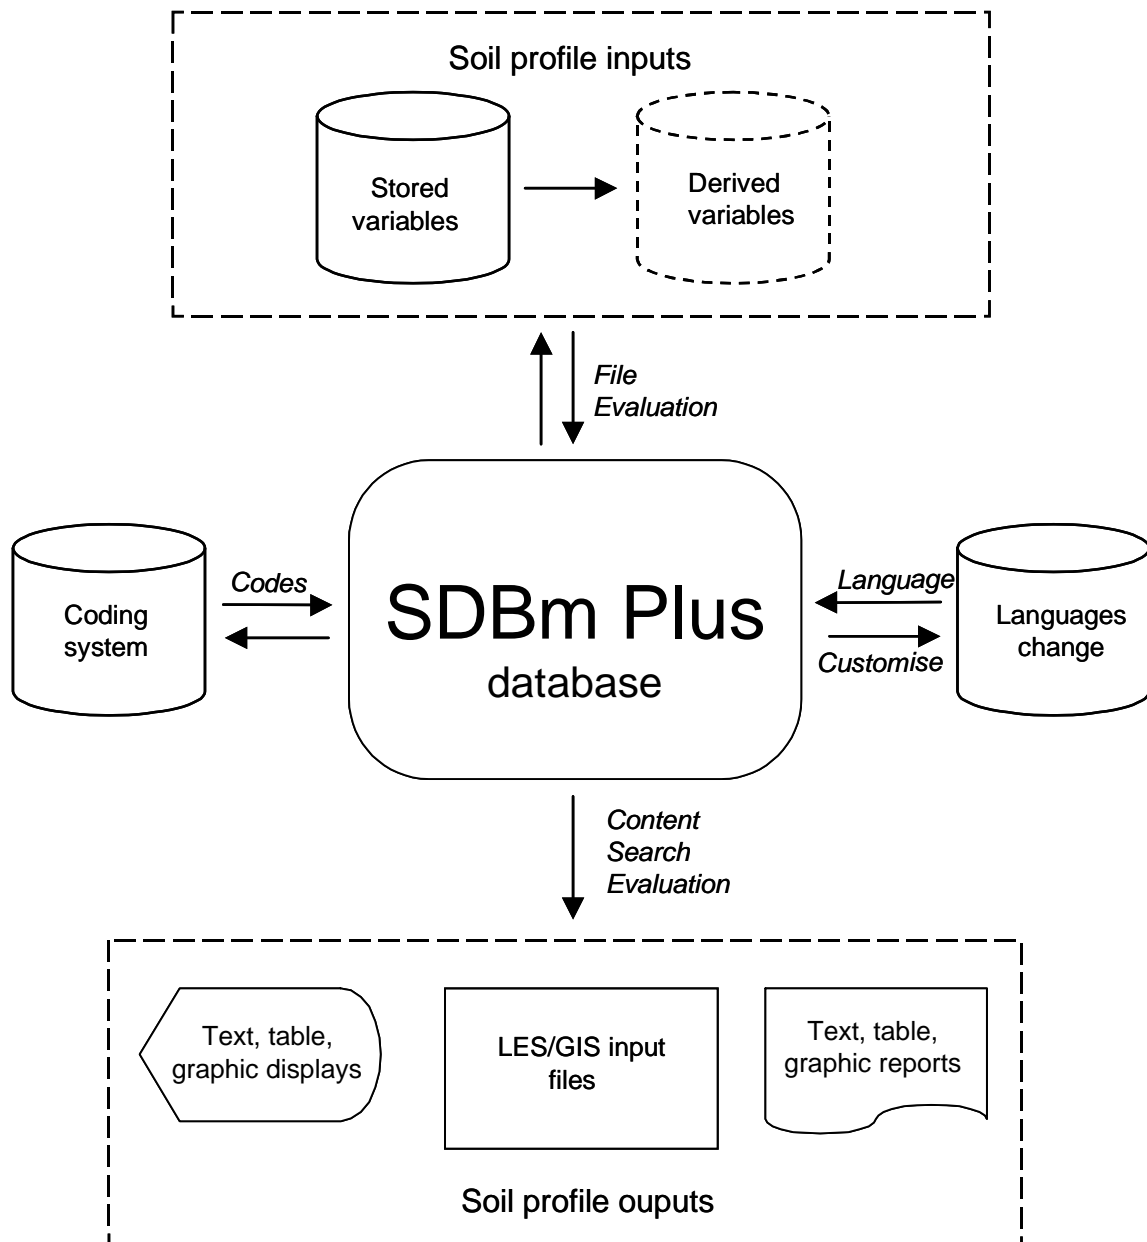 Soil profile inputs
Stored
variables
Derived
variables
File
Evaluation
Coding
system
Codes
SDBm Plus
database
Language
Customise
Languages
change
Content
Search
Evaluation
Text, table,
graphic displays
LES/GIS input
files
Text, table,
graphic reports
Soil profile ouputs